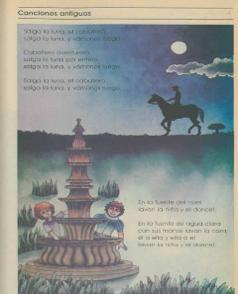 Canciones antiguas
Salga la luna, el caballero,
salga la luna, y vámonos luego.
Caballero aventurero,
salga la luna por entero,
salga la luna, y vámonos luego.
Salga la luna, el caballero,
salga la luna, y vámonos luego.
En la fuente del rosel
lavan la niña y el doncel.
En la fuente de agua clara
con sus manos lavan la cara,
él a ella y ella a él
lavan la niña y el doncel.